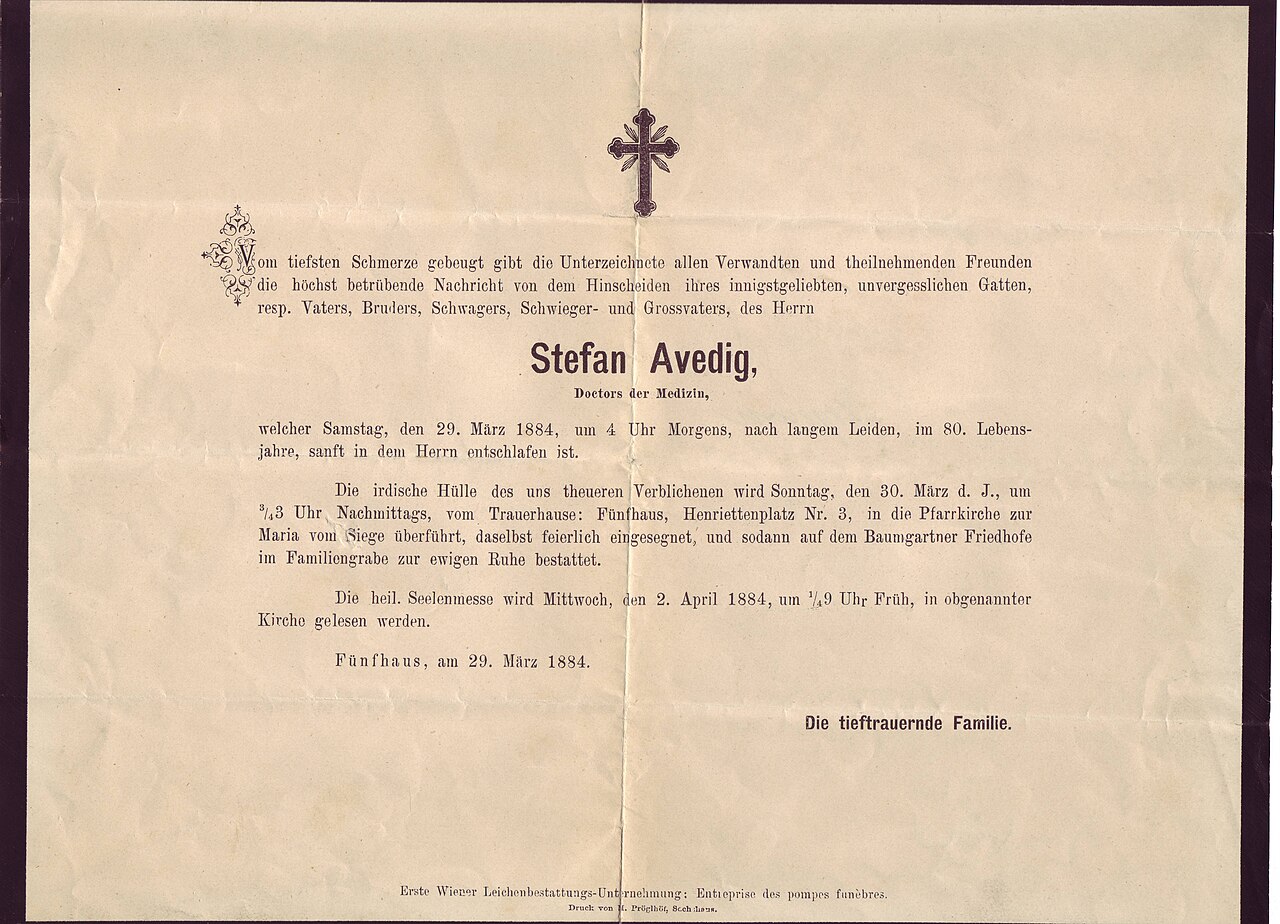 Vom tiefsten Schmerze gebeugt gibt die Unterzeichnete allen Verwandten und theilnehmenden Freunden
die höchst betrübende Nachricht von dem Hinscheiden ihres innigstgeliebten, unvergesslichen Gatten,
resp. Vaters, Bruders, Schwagers, Schwieger- und Grossvaters, des Herrn
Stefan Avedig,
Doctors der Medizin,
welcher Samstag, den 29. März 1884, um 4 Uhr Morgens, nach langem Leiden, im 80. Lebens-
jahre, sanft in dem Herrn entschlafen ist.
Die irdische Hülle des uns theueren Verblichenen wird Sonntag, den 30. März d. J., um
3/43 Uhr Nachmittags, vom Trauerhause: Fünfhaus, Henriettenplatz Nr. 3, in die Pfarrkirche zur
Maria vom Siege überführt, daselbst feierlich eingesegnet, und sodann auf dem Baumgartner Friedhofe
im Familiengrabe zur ewigen Ruhe bestattet.
Die heil. Seelenmesse wird Mittwoch, den 2. April 1884, um 1/49 Uhr Früh, in obgenannter
Kirche gelesen werden.
Fünfhaus, am 29. März 1884.
Die tieftrauernde Familie.
Erste Wiener Leichenbestattungs-Unternehmung: Entreprise des pompes funèbres.
Druck von Pröglhöf, Sechshaus.